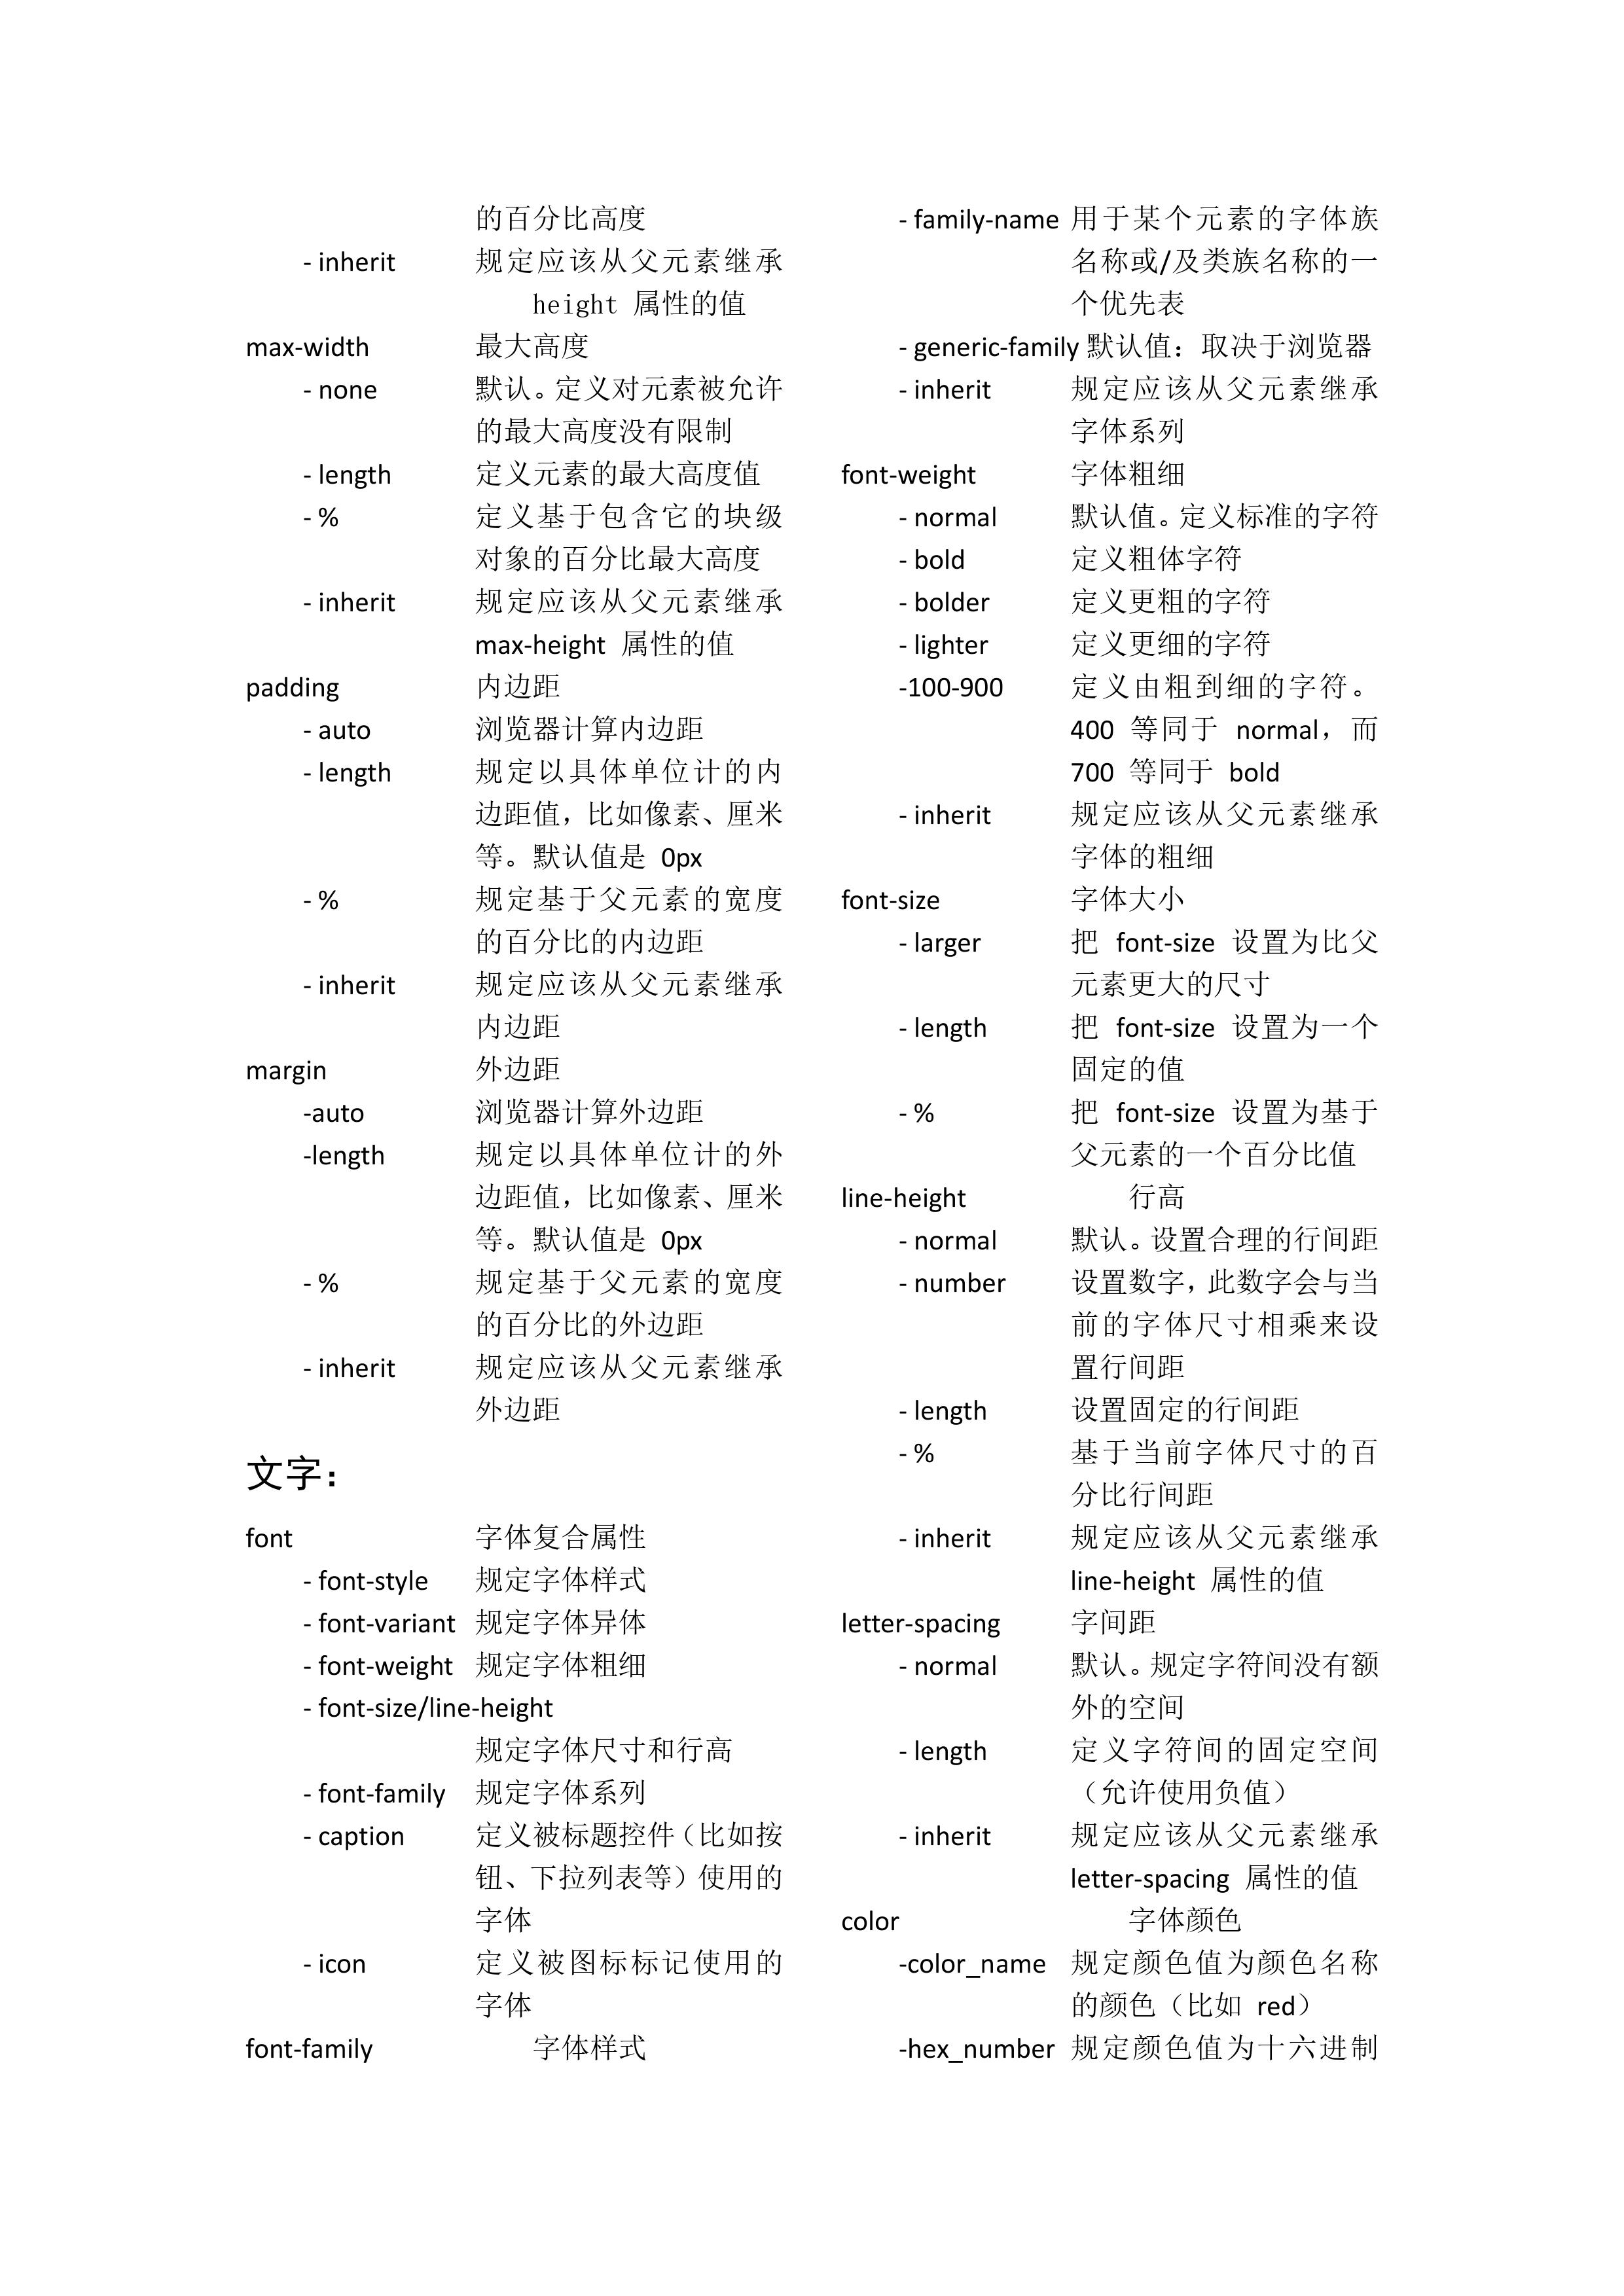 的百分比高度
- inherit 规定应该从父元素继承
height 属性的值
max-width 最大高度
- none 默认。定义对元素被允许
的最大高度没有限制
- length 定义元素的最大高度值
- % 定义基于包含它的块级
对象的百分比最大高度
- inherit 规定应该从父元素继承
max-height 属性的值
padding 内边距
- auto 浏览器计算内边距
- length 规定以具体单位计的内
边距值，比如像素、厘米
等。默认值是 0px
- % 规定基于父元素的宽度
的百分比的内边距
- inherit 规定应该从父元素继承
内边距
margin 外边距
-auto 浏览器计算外边距
-length 规定以具体单位计的外
边距值，比如像素、厘米
等。默认值是 0px
- % 规定基于父元素的宽度
的百分比的外边距
- inherit 规定应该从父元素继承
外边距
文字：
font 字体复合属性
- font-style 规定字体样式
- font-variant 规定字体异体
- font-weight 规定字体粗细
- font-size/line-height
规定字体尺寸和行高
- font-family 规定字体系列
- caption 定义被标题控件（比如按
钮、下拉列表等）使用的
字体
- icon 定义被图标标记使用的
字体
font-family 字体样式
- family-name 用于某个元素的字体族
名称或/及类族名称的一
个优先表
- generic-family 默认值：取决于浏览器
- inherit 规定应该从父元素继承
字体系列
font-weight 字体粗细
- normal 默认值。定义标准的字符
- bold 定义粗体字符
- bolder 定义更粗的字符
- lighter 定义更细的字符
-100-900 定义由粗到细的字符。
400 等同于 normal，而
700 等同于 bold
- inherit 规定应该从父元素继承
字体的粗细
font-size 字体大小
- larger 把 font-size 设置为比父
元素更大的尺寸
- length 把 font-size 设置为一个
固定的值
- % 把 font-size 设置为基于
父元素的一个百分比值
line-height 行高
- normal 默认。设置合理的行间距
- number 设置数字，此数字会与当
前的字体尺寸相乘来设
置行间距
- length 设置固定的行间距
- % 基于当前字体尺寸的百
分比行间距
- inherit 规定应该从父元素继承
line-height 属性的值
letter-spacing 字间距
- normal 默认。规定字符间没有额
外的空间
- length 定义字符间的固定空间
（允许使用负值）
- inherit 规定应该从父元素继承
letter-spacing 属性的值
color 字体颜色
-color_name 规定颜色值为颜色名称
的颜色（比如 red）
-hex_number 规定颜色值为十六进制